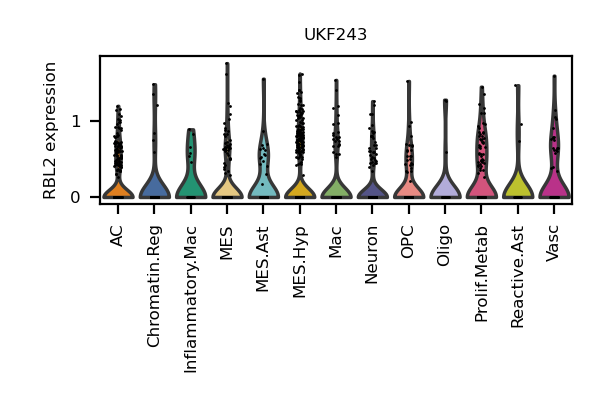 UKF243
RBL2 expression
1
0
AC
Chromatin.Reg
Inflammatory.Mac
MES
MES.Ast
MES.Hyp
Mac
Neuron
OPC
Oligo
Prolif.Metab
Reactive.Ast
Vasc